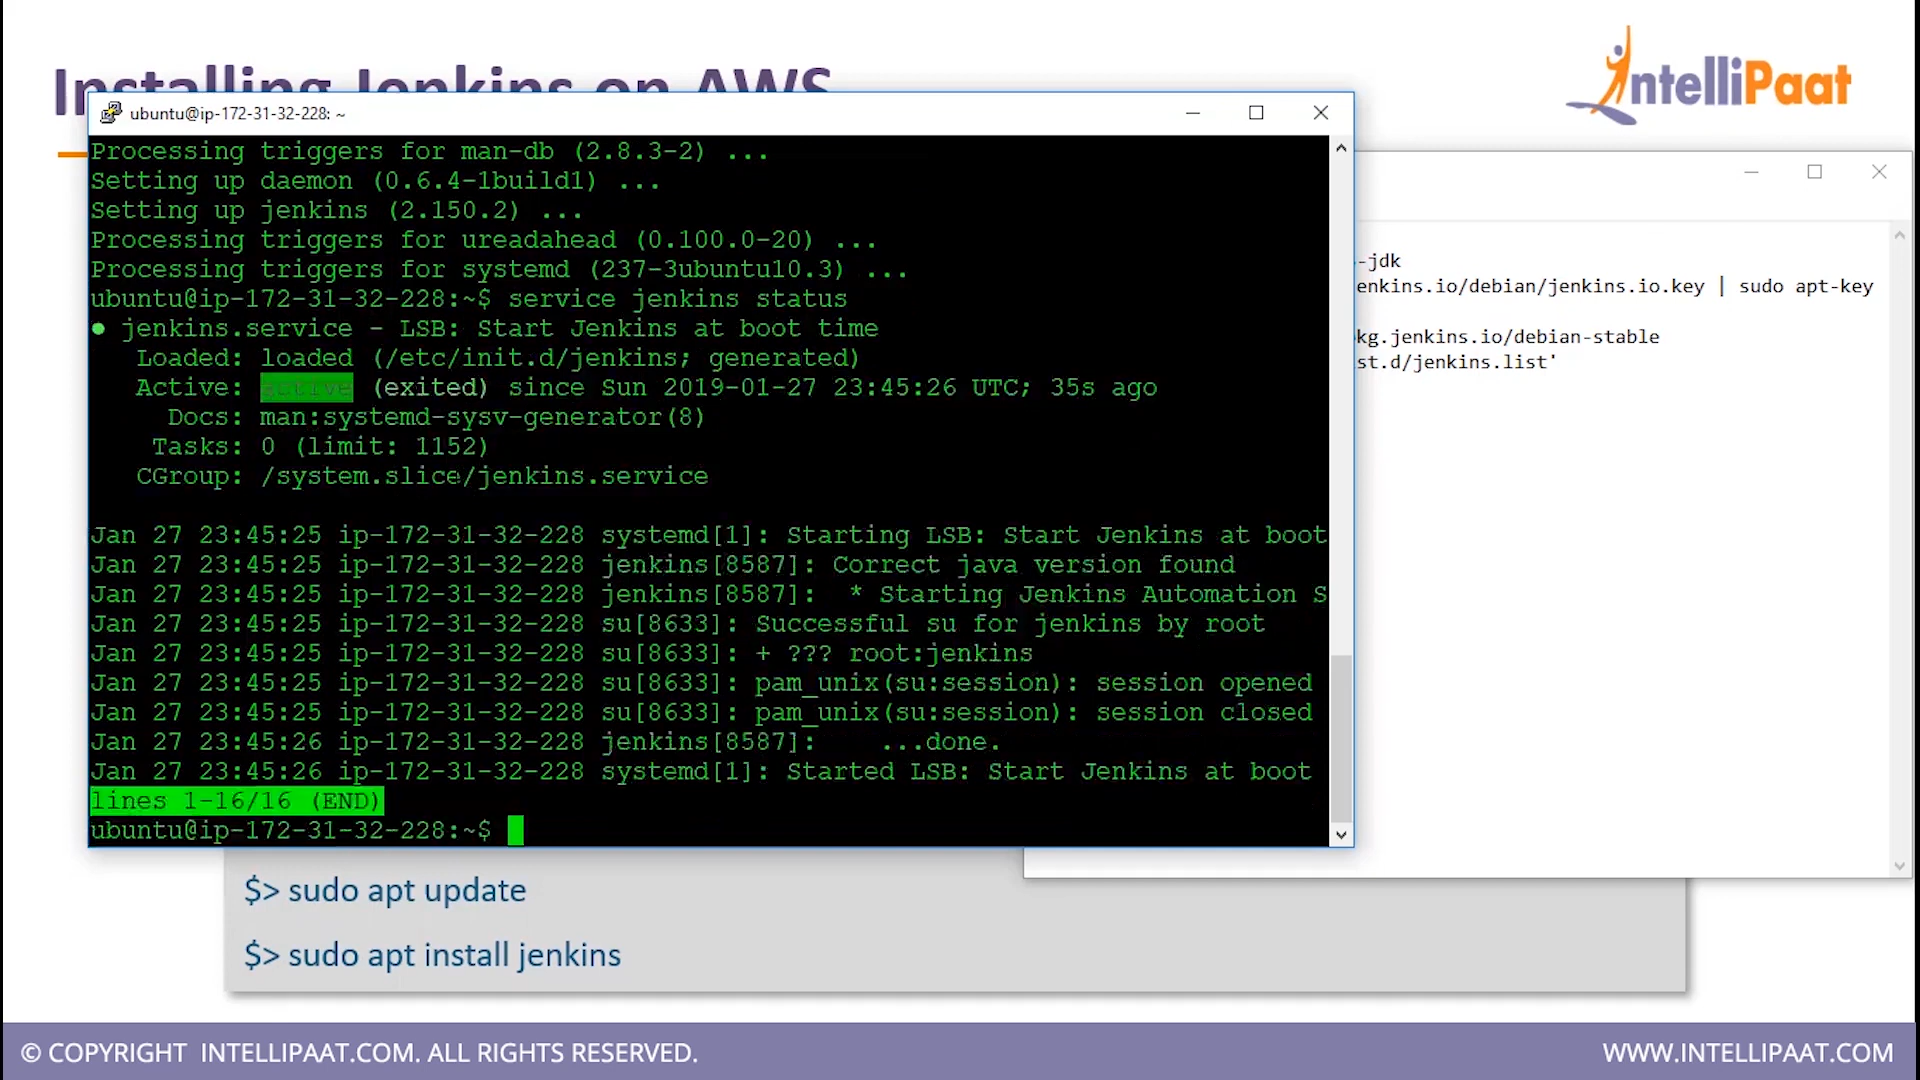 Installing Jenkins on AWS
IntelliPaat
ubuntu@ip-172-31-32-228: ~
Processing triggers for man-db (2.8.3-2) ...
Setting up daemon (0.6.4-1build1) ...
Setting up jenkins (2.150.2) ...
Processing triggers for ureadahead (0.100.0-20) ...
Processing triggers for systemd (237-3ubuntu10.3) ...
ubuntu@ip-172-31-32-228:~$ service jenkins status
● jenkins.service - LSB: Start Jenkins at boot time
Loaded: loaded (/etc/init.d/jenkins; generated)
Active: active (exited) since Sun 2019-01-27 23:45:26 UTC; 35s ago
Docs: man:systemd-sysv-generator(8)
Tasks: 0 (limit: 1152)
CGroup: /system.slice/jenkins.service
Jan 27 23:45:25 ip-172-31-32-228 systemd[1]: Starting LSB: Start Jenkins at boot
Jan 27 23:45:25 ip-172-31-32-228 jenkins[8587]: Correct java version found
Jan 27 23:45:25 ip-172-31-32-228 jenkins[8587]:  * Starting Jenkins Automation S
Jan 27 23:45:25 ip-172-31-32-228 su[8633]: Successful su for jenkins by root
Jan 27 23:45:25 ip-172-31-32-228 su[8633]: + ??? root:jenkins
Jan 27 23:45:25 ip-172-31-32-228 su[8633]: pam_unix(su:session): session opened
Jan 27 23:45:25 ip-172-31-32-228 su[8633]: pam_unix(su:session): session closed
Jan 27 23:45:26 ip-172-31-32-228 jenkins[8587]:    ...done.
Jan 27 23:45:26 ip-172-31-32-228 systemd[1]: Started LSB: Start Jenkins at boot
lines 1-16/16 (END)
ubuntu@ip-172-31-32-228:~$
-jdk
enkins.io/debian/jenkins.io.key | sudo apt-key
kg.jenkins.io/debian-stable
st.d/jenkins.list'
$> sudo apt update
$> sudo apt install jenkins
© COPYRIGHT INTELLIPAAT.COM. ALL RIGHTS RESERVED.
WWW.INTELLIPAAT.COM